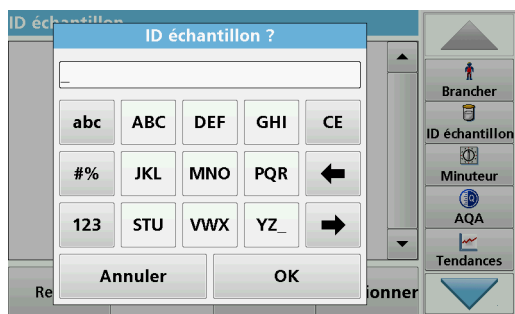 ID échantillon
ID échantillon ?
_
abc ABC DEF GHI CE
#% JKL MNO PQR
123 STU VWX YZ_
Annuler OK
Brancher
ID échantillon
Minuteur
AQA
Tendances